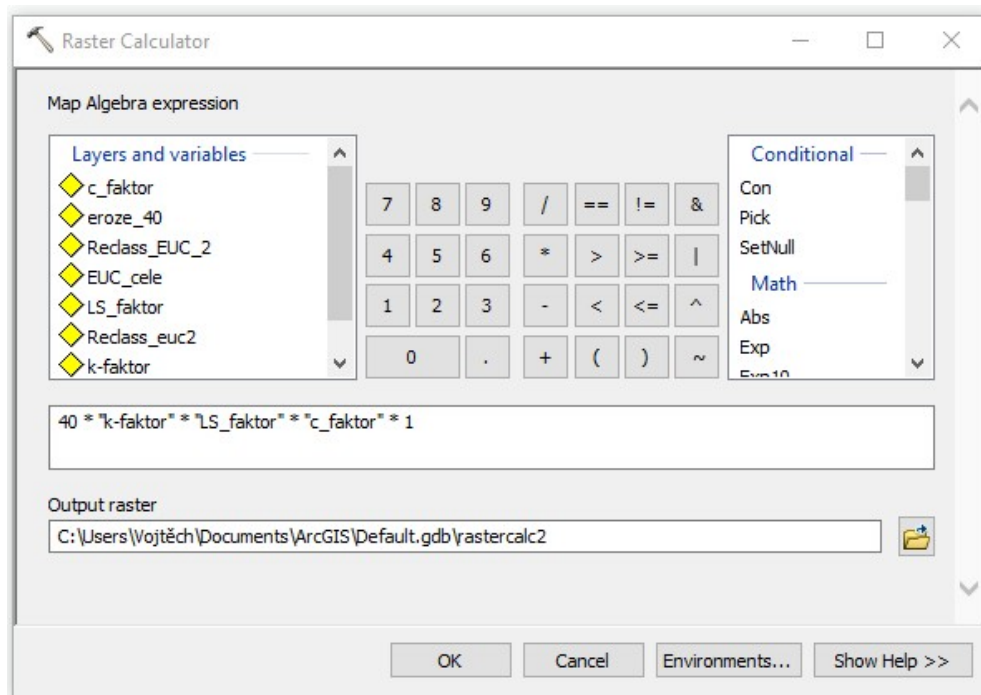 Raster Calculator
Map Algebra expression
Layers and variables
c_faktor
eroze_40
Reclass_EUC_2
EUC_cele
LS_faktor
Reclass_euc2
k-faktor
7 8 9 / == != &
4 5 6 * > >= |
1 2 3 - < <= ^
0 . + ( ) ~
Conditional
Con
Pick
SetNull
Math
Abs
Exp
Exp10
40 * "k-faktor" * "LS_faktor" * "c_faktor" * 1
Output raster
C:\Users\Vojtěch\Documents\ArcGIS\Default.gdb\rastercalc2
OK Cancel Environments... Show Help >>